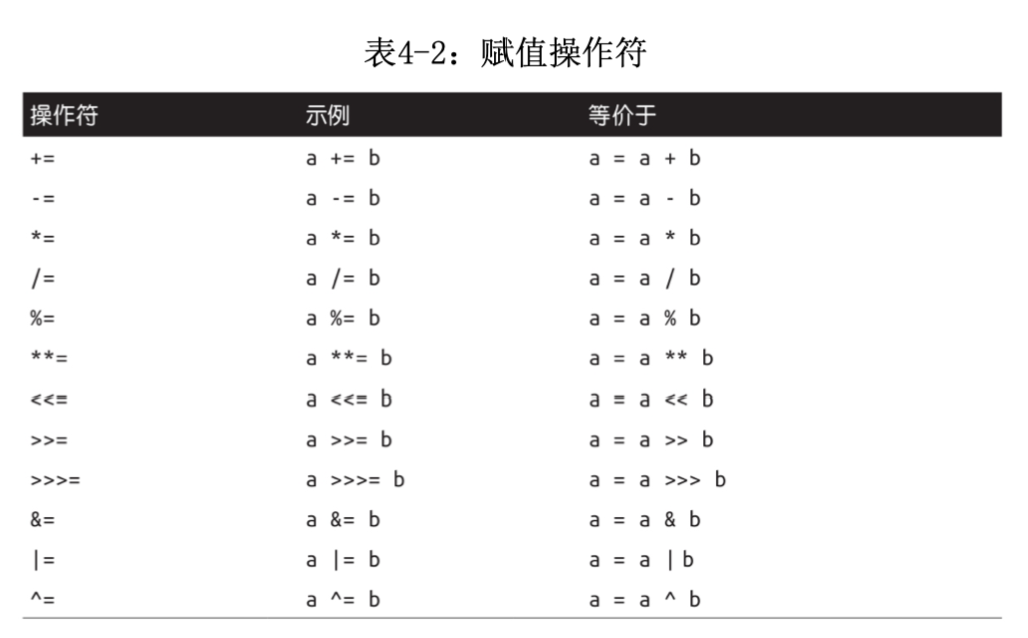 表4-2：赋值操作符
操作符 示例 等价于
+= a += b a = a + b
-= a -= b a = a - b
*= a *= b a = a * b
/= a /= b a = a / b
%= a %= b a = a % b
**= a **= b a = a ** b
<<= a <<= b a = a << b
>>= a >>= b a = a >> b
>>>= a >>>= b a = a >>> b
&= a &= b a = a & b
|= a |= b a = a | b
^= a ^= b a = a ^ b